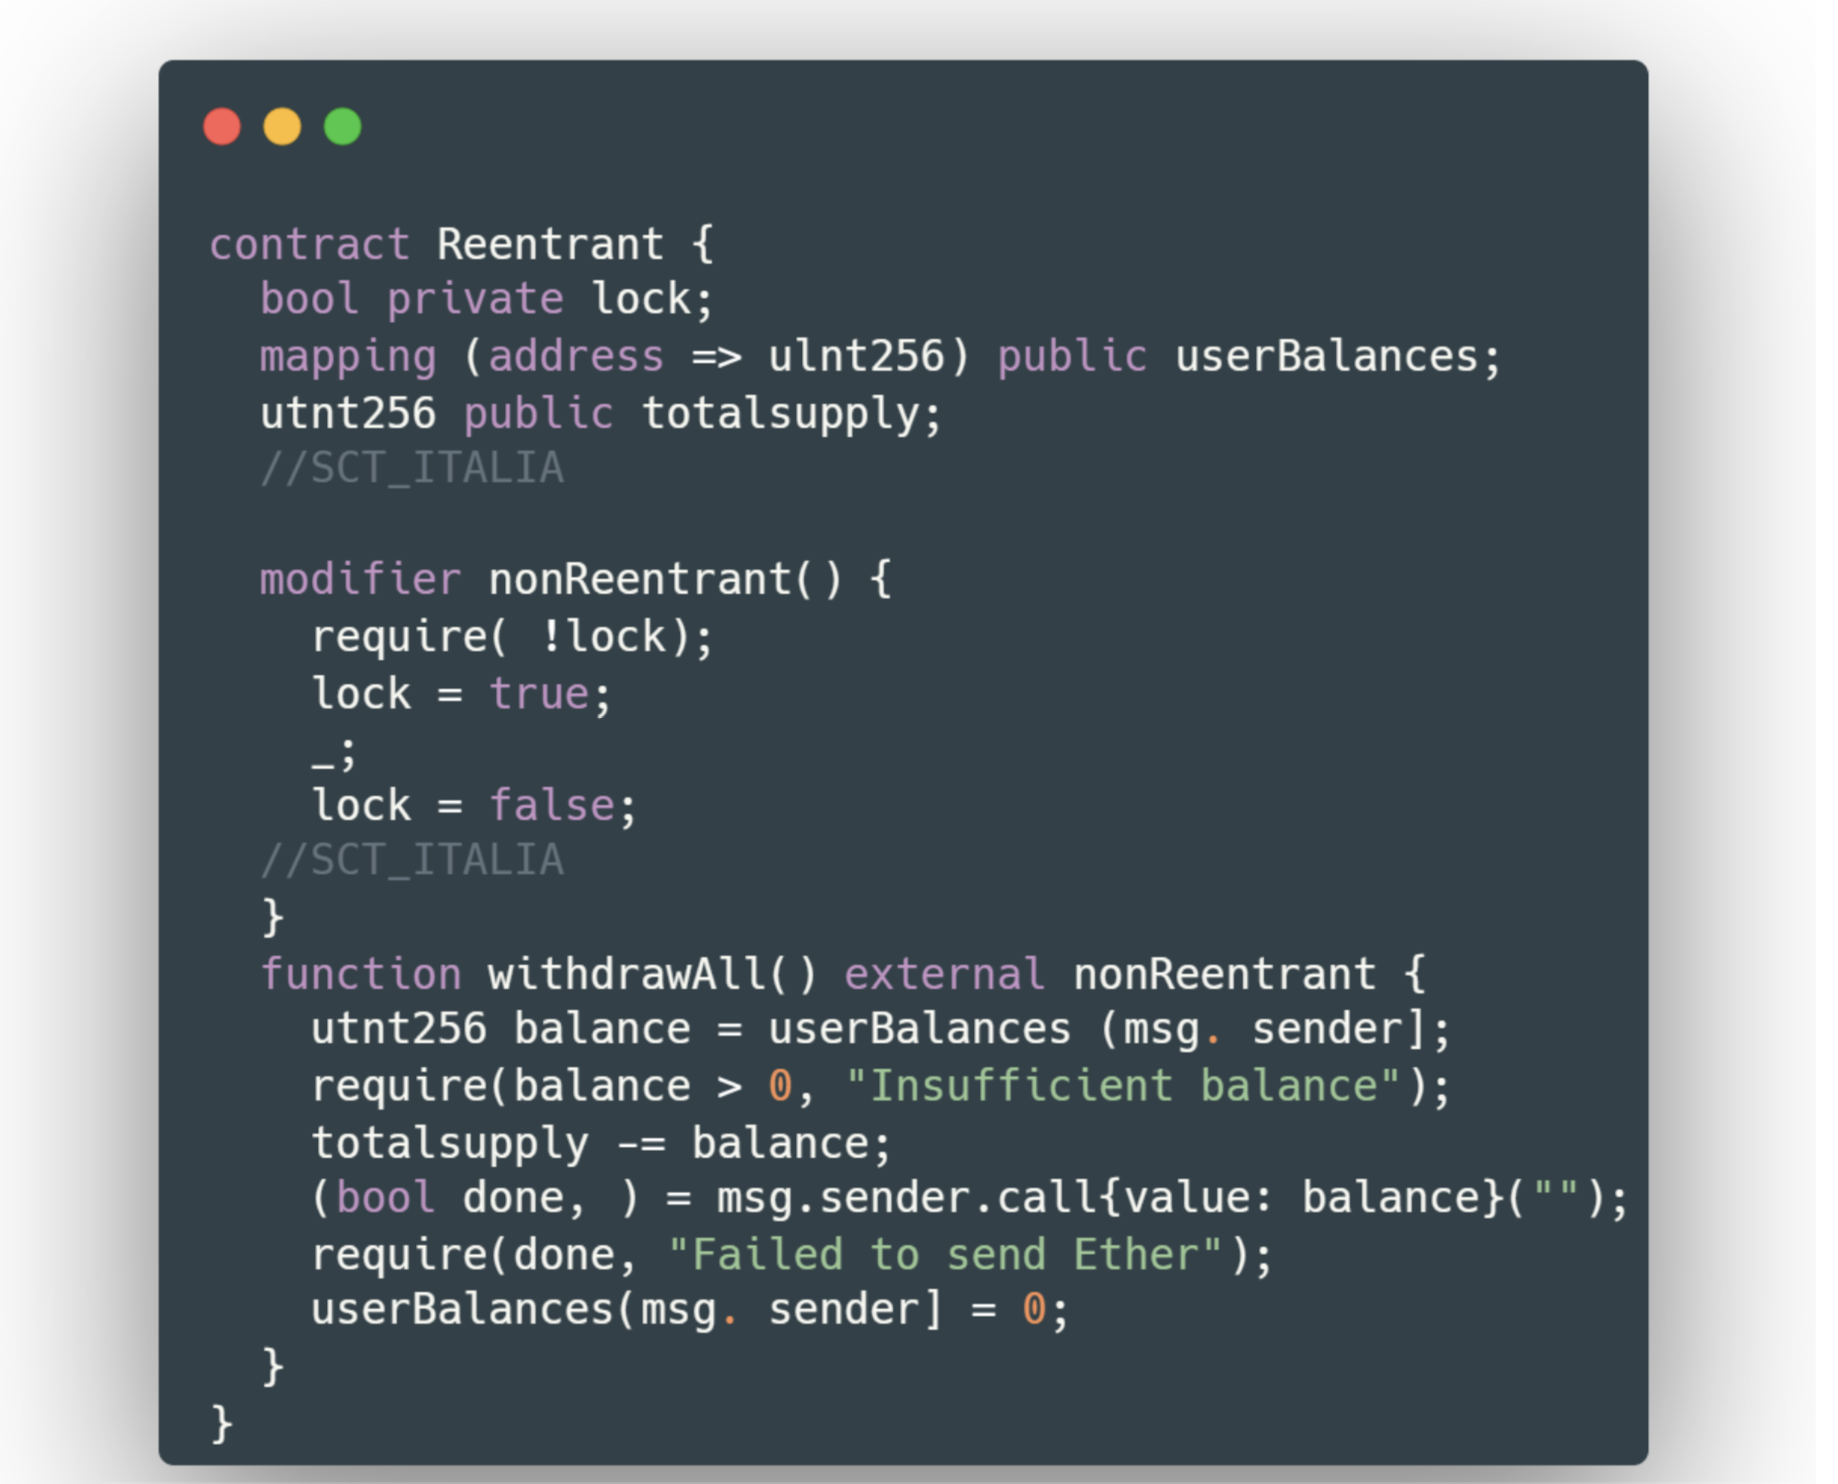 contract Reentrant {
bool private lock;
mapping (address => ulnt256) public userBalances;
utnt256 public totalsupply;
//SCT_ITALIA
modifier nonReentrant() {
require( !lock);
lock = true;
_;
lock = false;
//SCT_ITALIA
}
function withdrawAll() external nonReentrant {
utnt256 balance = userBalances (msg. sender];
require(balance > 0, "Insufficient balance");
totalsupply -= balance;
(bool done, ) = msg.sender.call{value: balance}("");
require(done, "Failed to send Ether");
userBalances(msg. sender] = 0;
}
}